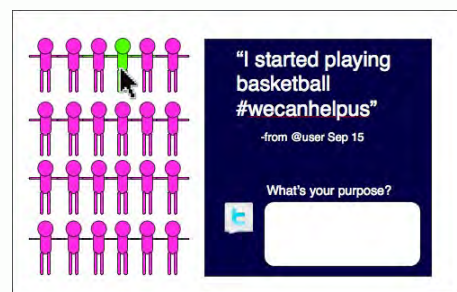 “I started playing
basketball
#wecanhelpus”
-from @user Sep 15
What's your purpose?
t